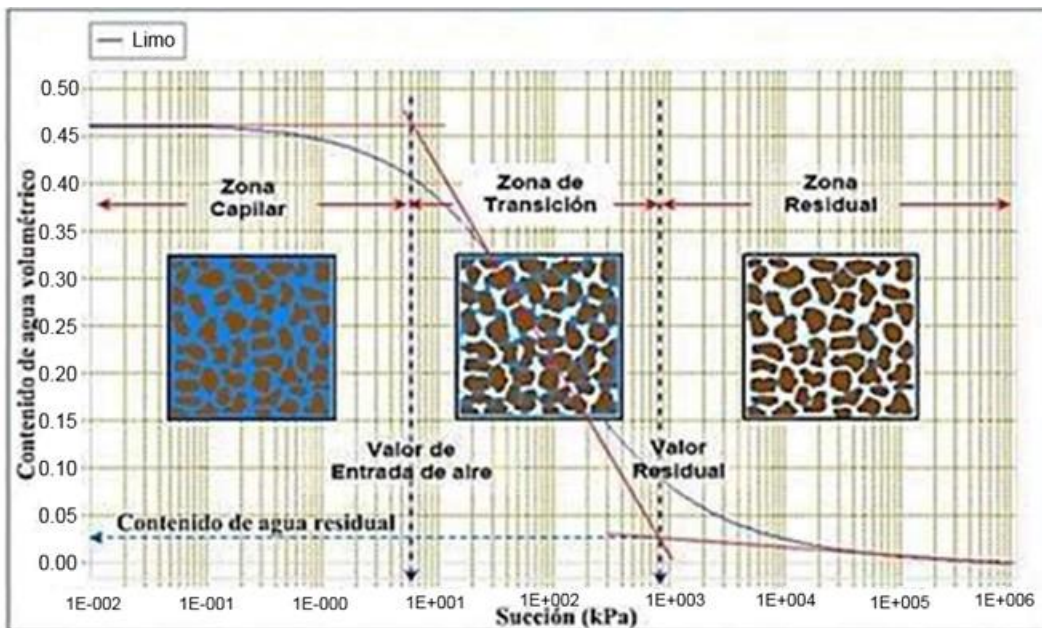 Limo
0.50
0.45
0.40
0.35
0.30
0.25
0.20
0.15
0.10
0.05
0.00
Contenido de agua volumétrico
Zona
Capilar
Zona de
Transición
Zona
Residual
Valor de
Entrada de aire
Valor
Residual
Contenido de agua residual
1E-002
1E-001
1E-000
1E+001
1E+002
1E+003
1E+004
1E+005
1E+006
Succión (kPa)